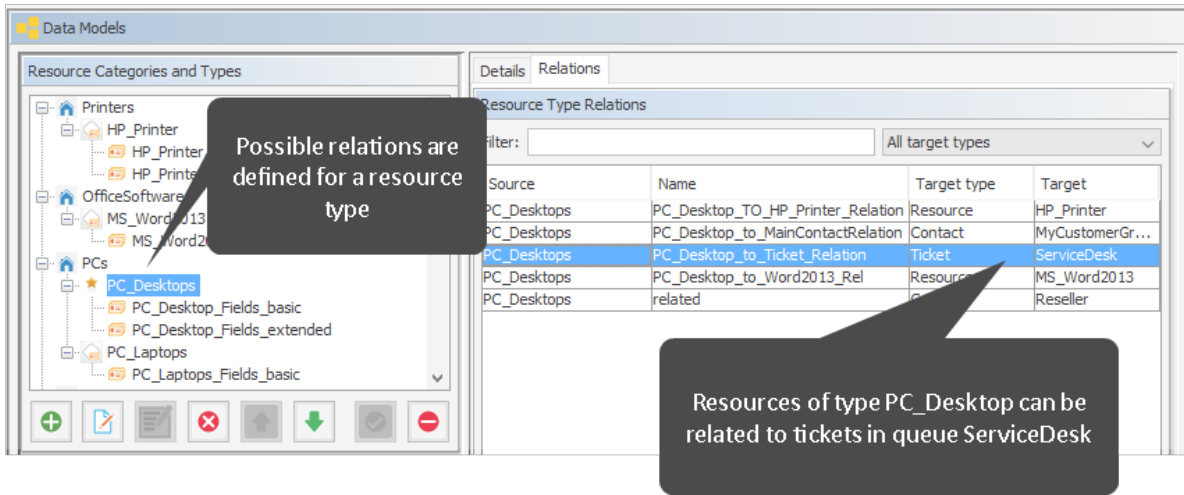 Data Models
Resource Categories and Types
Printers
HP_Printer
HP_Printer
HP_Printe
OfficeSoftware
MS_Word2013
MS_Word2
PCs
PC_Desktops
PC_Desktop_Fields_basic
PC_Desktop_Fields_extended
PC_Laptops
PC_Laptops_Fields_basic
Possible relations are
defined for a resource
type
Details Relations
Resource Type Relations
Filter: All target types
Source Name Target type Target
PC_Desktops PC_Desktop_TO_HP_Printer_Relation Resource HP_Printer
PC_Desktops PC_Desktop_to_MainContactRelation Contact MyCustomerGr...
PC_Desktops PC_Desktop_to_Ticket_Relation Ticket ServiceDesk
PC_Desktops PC_Desktop_to_Word2013_Rel Resource MS_Word2013
PC_Desktops related Reseller
Resources of type PC_Desktop can be
related to tickets in queue ServiceDesk